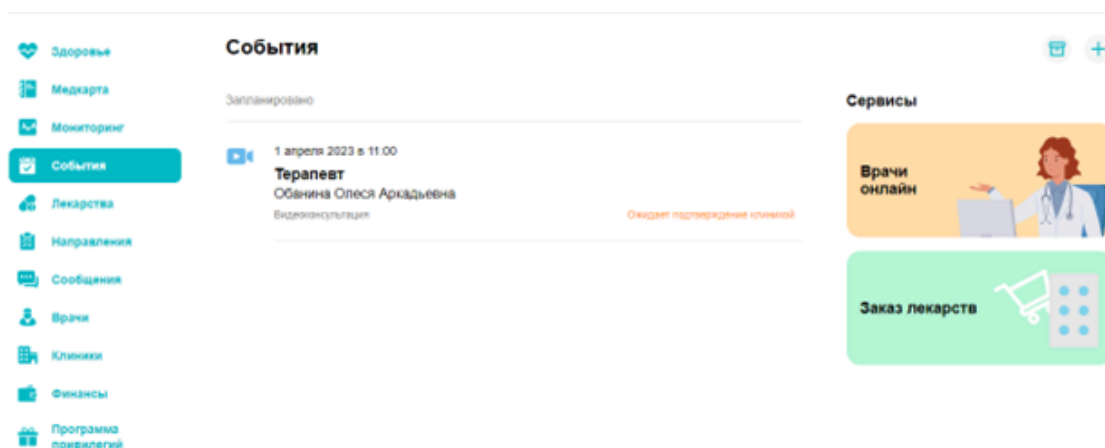 Здоровье
Медкарта
Мониторинг
События
Лекарства
Направления
Сообщения
Врачи
Клиники
Финансы
Программа
привилегий
События
Запланировано
1 апреля 2023 в 11:00
Терапевт
Обанина Олеся Аркадьевна
Видеоконсультация
Ожидает подтверждение клиникой
Сервисы
Врачи
онлайн
Заказ лекарств